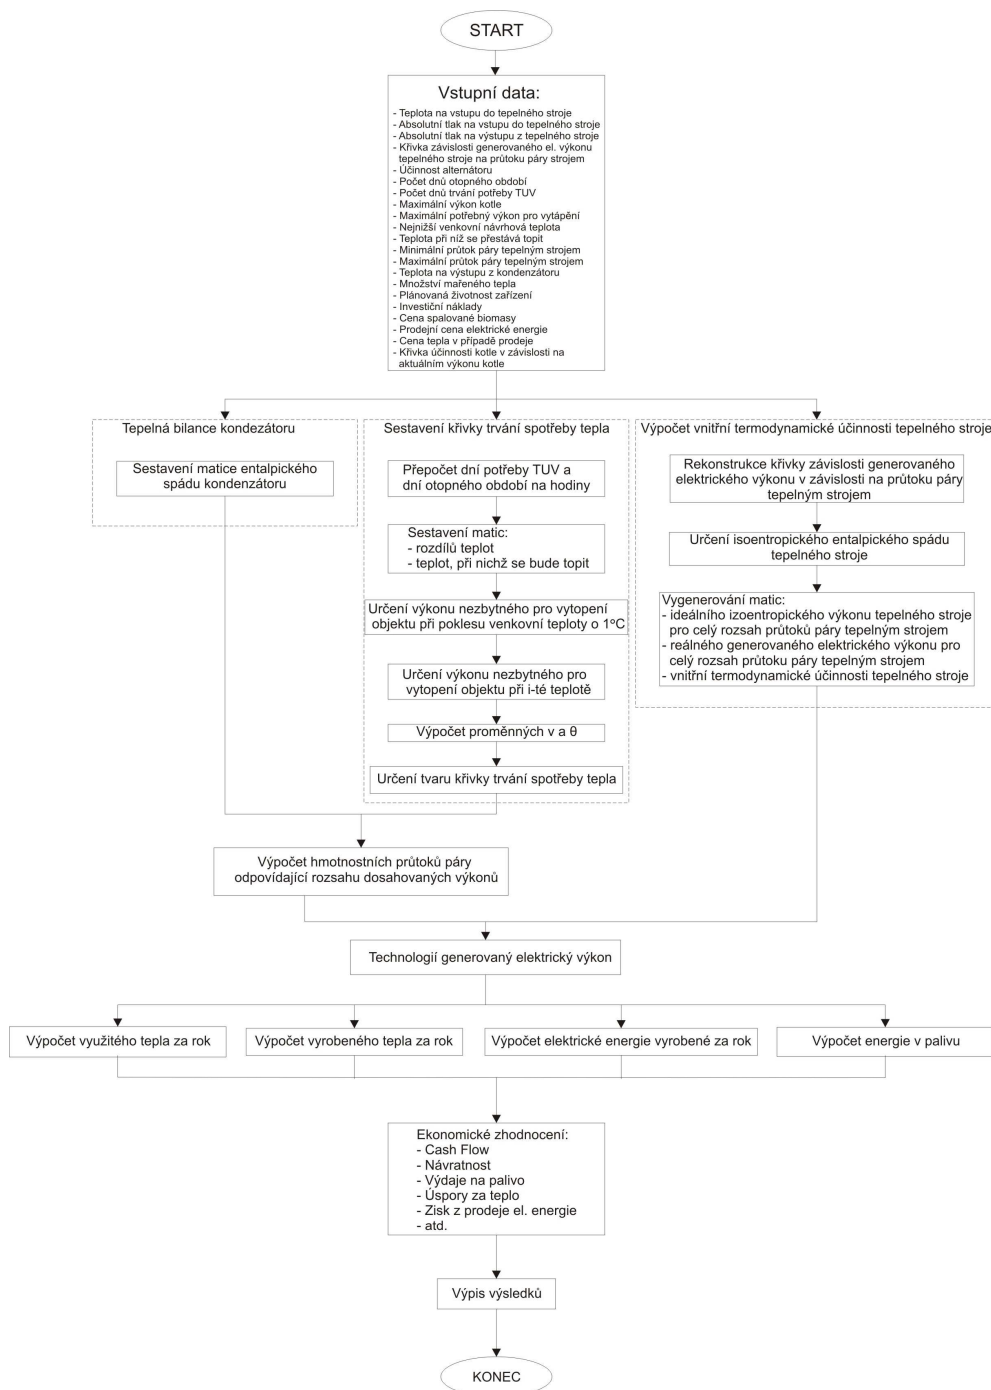 START
Vstupní data:
- Teplota na vstupu do tepelného stroje
- Absolutní tlak na vstupu do tepelného stroje
- Absolutní tlak na výstupu z tepelného stroje
- Křivka závislosti generovaného el. výkonu
tepelného stroje na průtoku páry strojem
- Účinnost alternátoru
- Počet dnů otopného období
- Počet dnů trvání potřeby TUV
- Maximální výkon kotle
- Maximální potřebný výkon pro vytápění
- Nejnižší venkovní návrhová teplota
- Teplota při níž se přestává topit
- Minimální průtok páry tepelným strojem
- Maximální průtok páry tepelným strojem
- Teplota na výstupu z kondenzátoru
- Množství mařeného tepla
- Plánovaná životnost zařízení
- Investiční náklady
- Cena spalované biomasy
- Prodejní cena elektrické energie
- Cena tepla v případě prodeje
- Křivka účinnosti kotle v závislosti na
aktuálním výkonu kotle
Tepelná bilance kondezátoru
Sestavení matice entalpického
spádu kondenzátoru
Sestavení křivky trvání spotřeby tepla
Přepočet dní potřeby TUV a
dní otopného období na hodiny
Sestavení matic:
- rozdílů teplot
- teplot, při nichž se bude topit
Určení výkonu nezbytného pro vytopení
objektu při poklesu venkovní teploty o 1ºC
Určení výkonu nezbytného pro
vytopení objektu při i-té teplotě
Výpočet proměnných v a θ
Určení tvaru křivky trvání spotřeby tepla
Výpočet vnitřní termodynamické účinnosti tepelného stroje
Rekonstrukce křivky závislosti generovaného
elektrického výkonu v závislosti na průtoku páry
tepelným strojem
Určení isoentropického entalpického spádu
tepelného stroje
Vygenerování matic:
- ideálního izoentropického výkonu tepelného stroje
pro celý rozsah průtoků páry tepelným strojem
- reálného generovaného elektrického výkonu pro
celý rozsah průtoku páry tepelným strojem
- vnitřní termodynamické účinnosti tepelného stroje
Výpočet hmotnostních průtoků páry
odpovídající rozsahu dosahovaných výkonů
Technologií generovaný elektrický výkon
Výpočet využitého tepla za rok
Výpočet vyrobeného tepla za rok
Výpočet elektrické energie vyrobené za rok
Výpočet energie v palivu
Ekonomické zhodnocení:
- Cash Flow
- Návratnost
- Výdaje na palivo
- Úspory za teplo
- Zisk z prodeje el. energie
- atd.
Výpis výsledků
KONEC